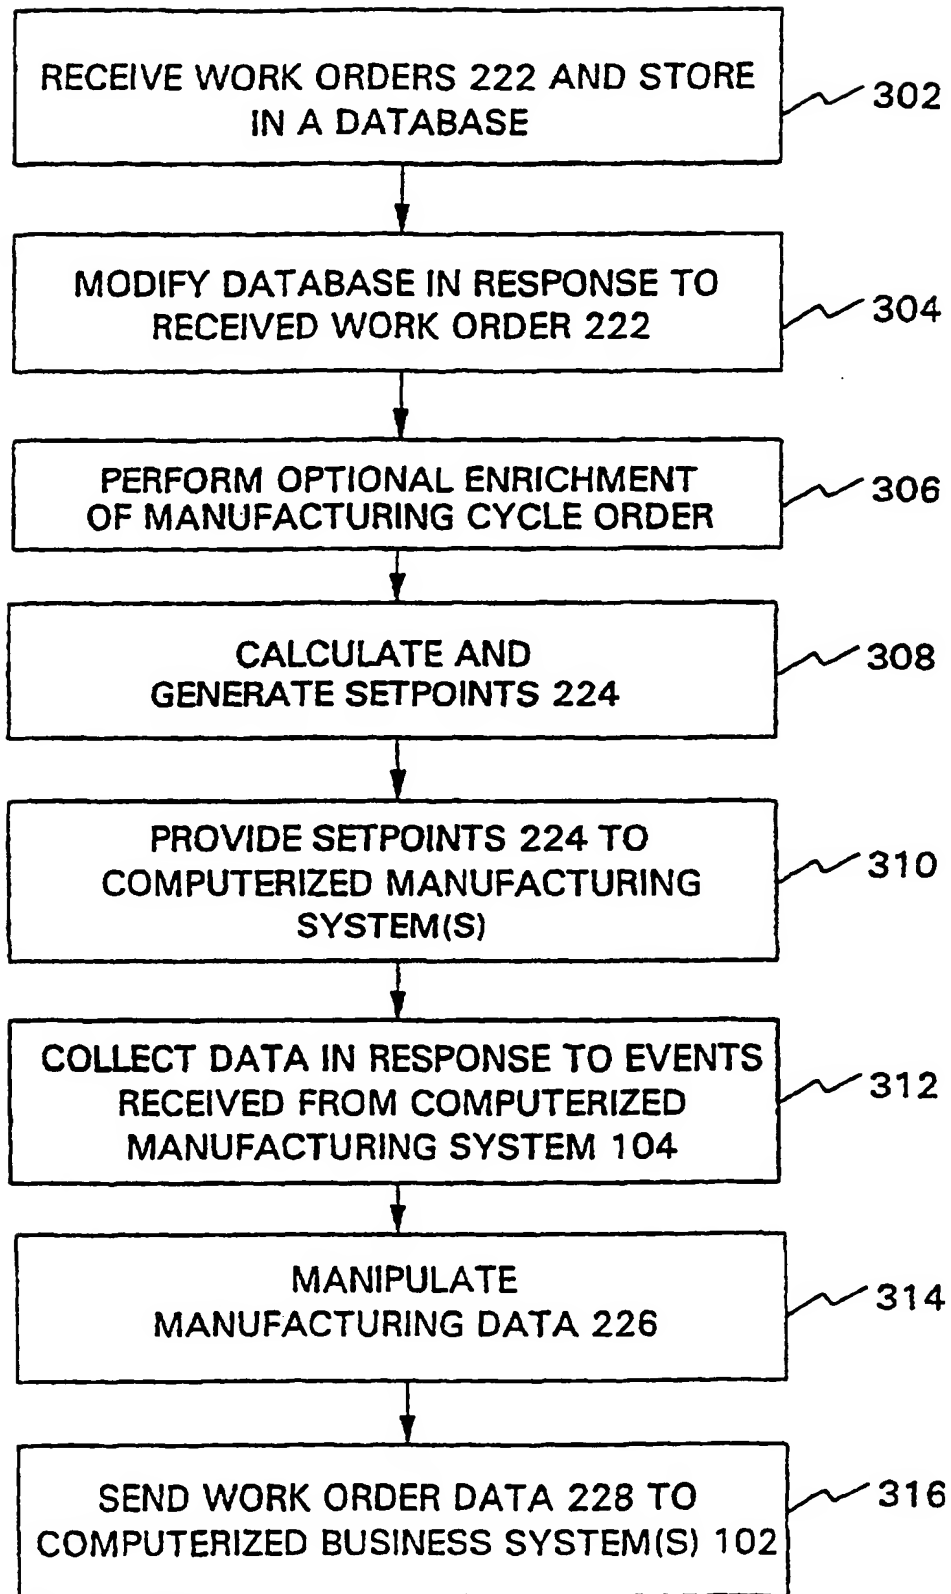 RECEIVE WORK ORDERS 222 AND STORE
IN A DATABASE
302
MODIFY DATABASE IN RESPONSE TO
RECEIVED WORK ORDER 222
304
PERFORM OPTIONAL ENRICHMENT
OF MANUFACTURING CYCLE ORDER
306
CALCULATE AND
GENERATE SETPOINTS 224
308
PROVIDE SETPOINTS 224 TO
COMPUTERIZED MANUFACTURING
SYSTEM(S)
310
COLLECT DATA IN RESPONSE TO EVENTS
RECEIVED FROM COMPUTERIZED
MANUFACTURING SYSTEM 104
312
MANIPULATE
MANUFACTURING DATA 226
314
SEND WORK ORDER DATA 228 TO
COMPUTERIZED BUSINESS SYSTEM(S) 102
316